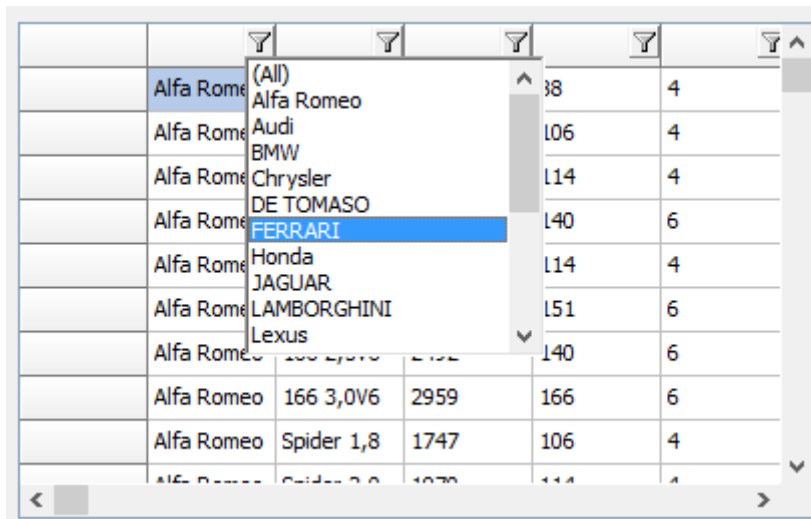 (All)
Alfa Romeo
Audi
BMW
Chrysler
DE TOMASO
FERRARI
Honda
JAGUAR
LAMBORGHINI
Lexus
Alfa Rome 88 4
Alfa Rome 106 4
Alfa Rome 114 4
Alfa Rome 140 6
Alfa Rome 114 4
Alfa Rome 151 6
Alfa Romeo 140 6
Alfa Romeo 166 3,0V6 2959 166 6
Alfa Romeo Spider 1,8 1747 106 4